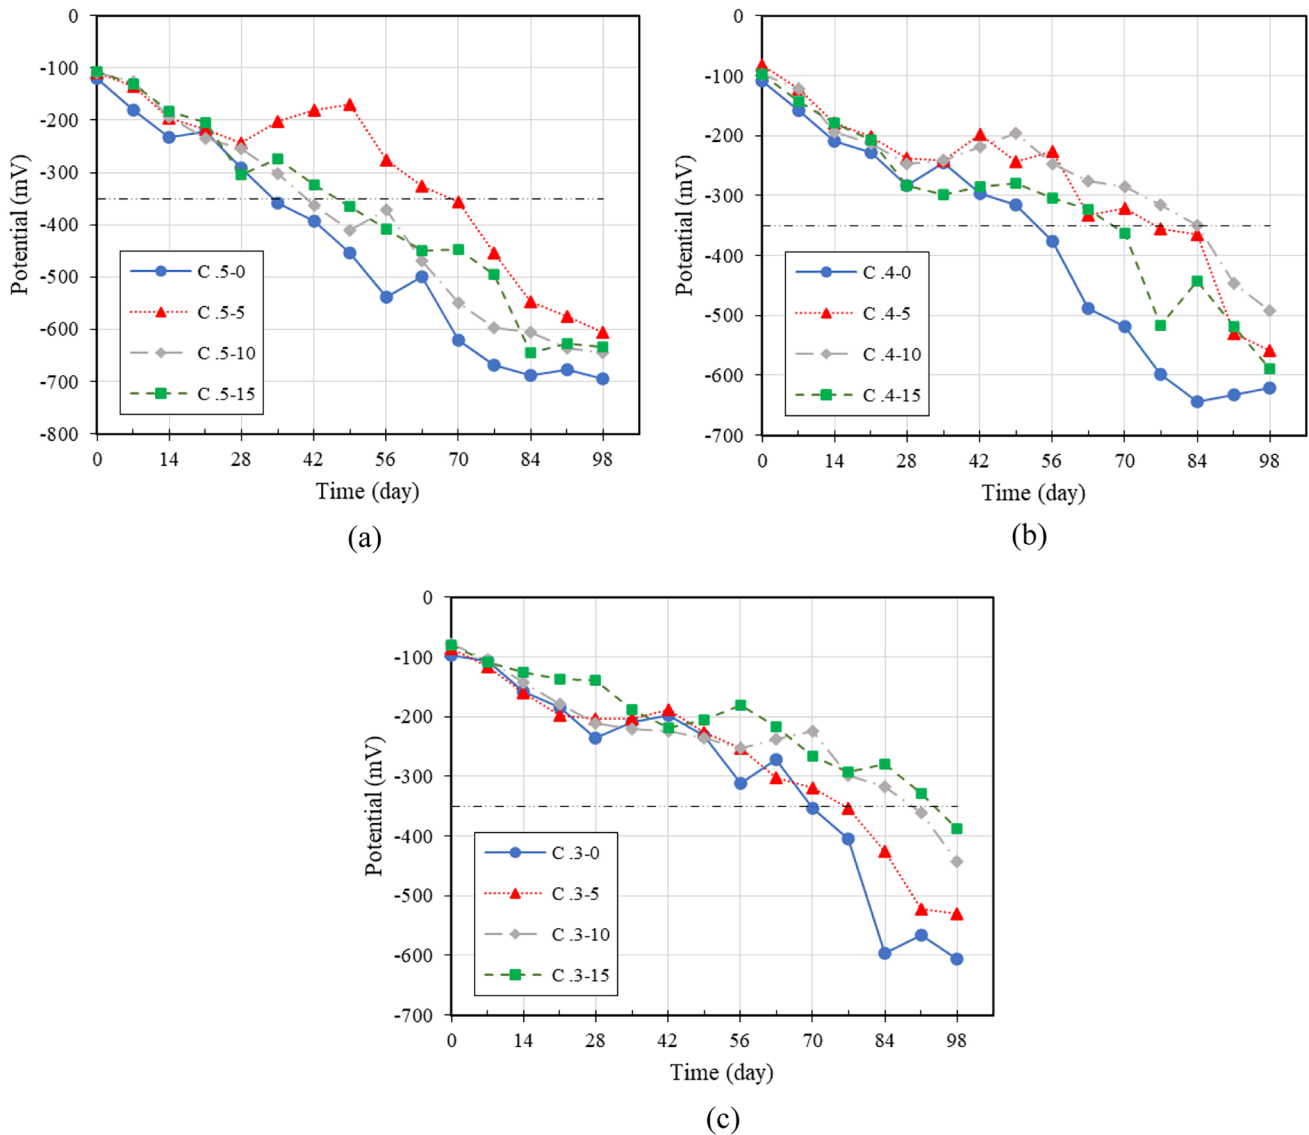 0
-100
-200
-300
-400
-500
-600
-700
-800
Potential (mV)
C .5-0
C .5-5
C .5-10
C .5-15
0 14 28 42 56 70 84 98
Time (day)
(a)
0
-100
-200
-300
-400
-500
-600
-700
Potential (mV)
C .4-0
C .4-5
C .4-10
C .4-15
0 14 28 42 56 70 84 98
Time (day)
(b)
0
-100
-200
-300
-400
-500
-600
-700
Potential (mV)
C .3-0
C .3-5
C .3-10
C .3-15
0 14 28 42 56 70 84 98
Time (day)
(c)